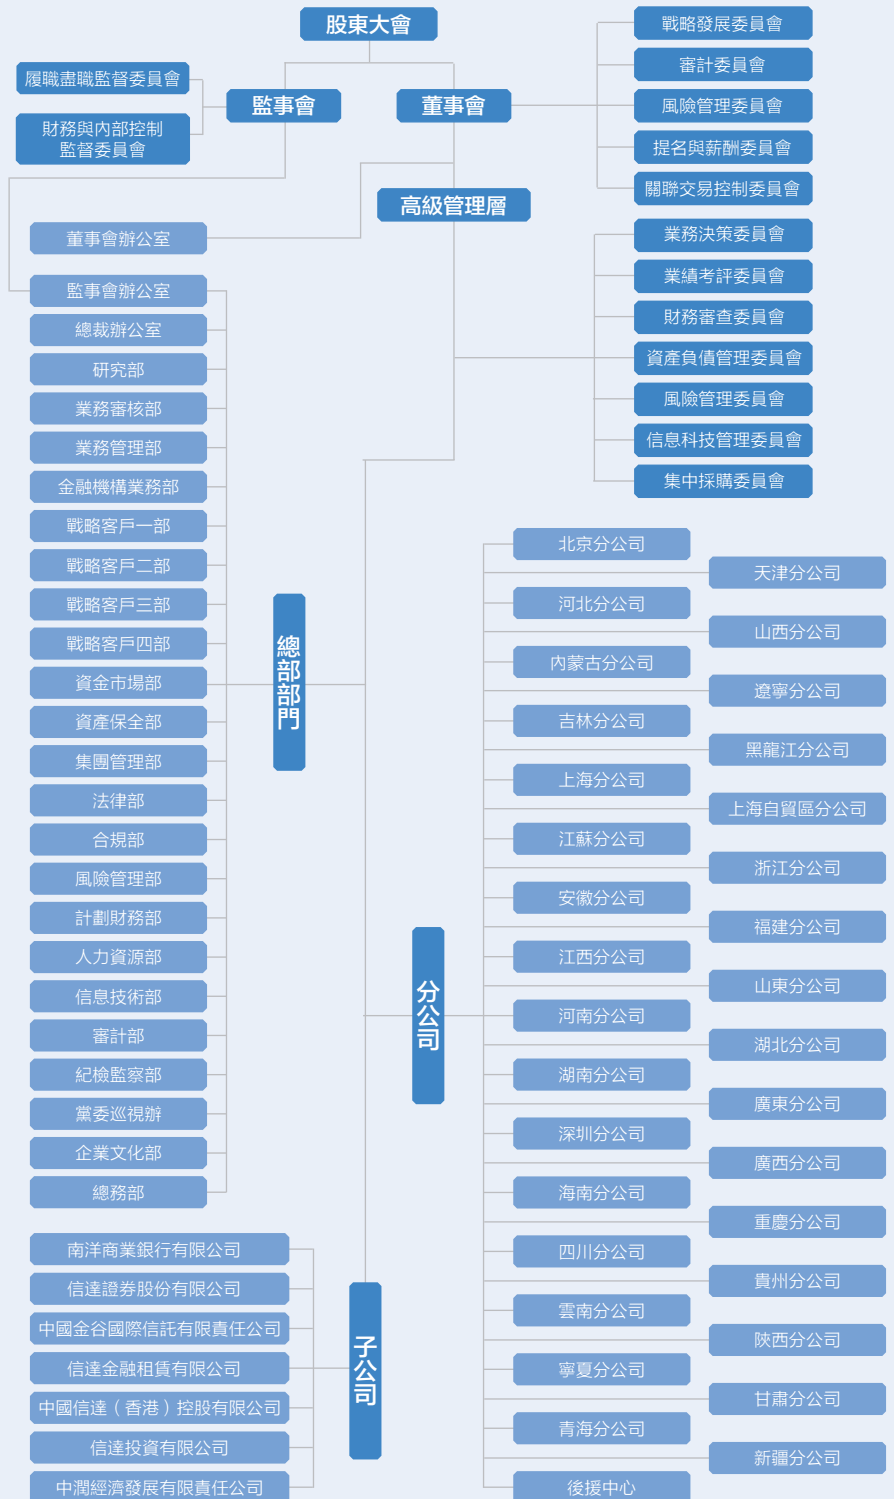 股東大會
履職盡職監督委員會
財務與內部控制
監督委員會
監事會
董事會
戰略發展委員會
審計委員會
風險管理委員會
提名與薪酬委員會
關聯交易控制委員會
高級管理層
業務決策委員會
業績考評委員會
財務審查委員會
資產負債管理委員會
風險管理委員會
信息科技管理委員會
集中採購委員會
董事會辦公室
監事會辦公室
總裁辦公室
研究部
業務審核部
業務管理部
金融機構業務部
戰略客戶一部
戰略客戶二部
戰略客戶三部
戰略客戶四部
資金市場部
資產保全部
集團管理部
法律部
合規部
風險管理部
計劃財務部
人力資源部
信息技術部
審計部
紀檢監察部
黨委巡視辦
企業文化部
總務部
總部部門
分公司
北京分公司
天津分公司
河北分公司
山西分公司
內蒙古分公司
遼寧分公司
吉林分公司
黑龍江分公司
上海分公司
上海自貿區分公司
江蘇分公司
浙江分公司
安徽分公司
福建分公司
江西分公司
山東分公司
河南分公司
湖北分公司
湖南分公司
廣東分公司
深圳分公司
廣西分公司
海南分公司
重慶分公司
四川分公司
貴州分公司
雲南分公司
陝西分公司
寧夏分公司
甘肅分公司
青海分公司
新疆分公司
後援中心
子公司
南洋商業銀行有限公司
信達證券股份有限公司
中國金谷國際信託有限責任公司
信達金融租賃有限公司
中國信達（香港）控股有限公司
信達投資有限公司
中潤經濟發展有限責任公司